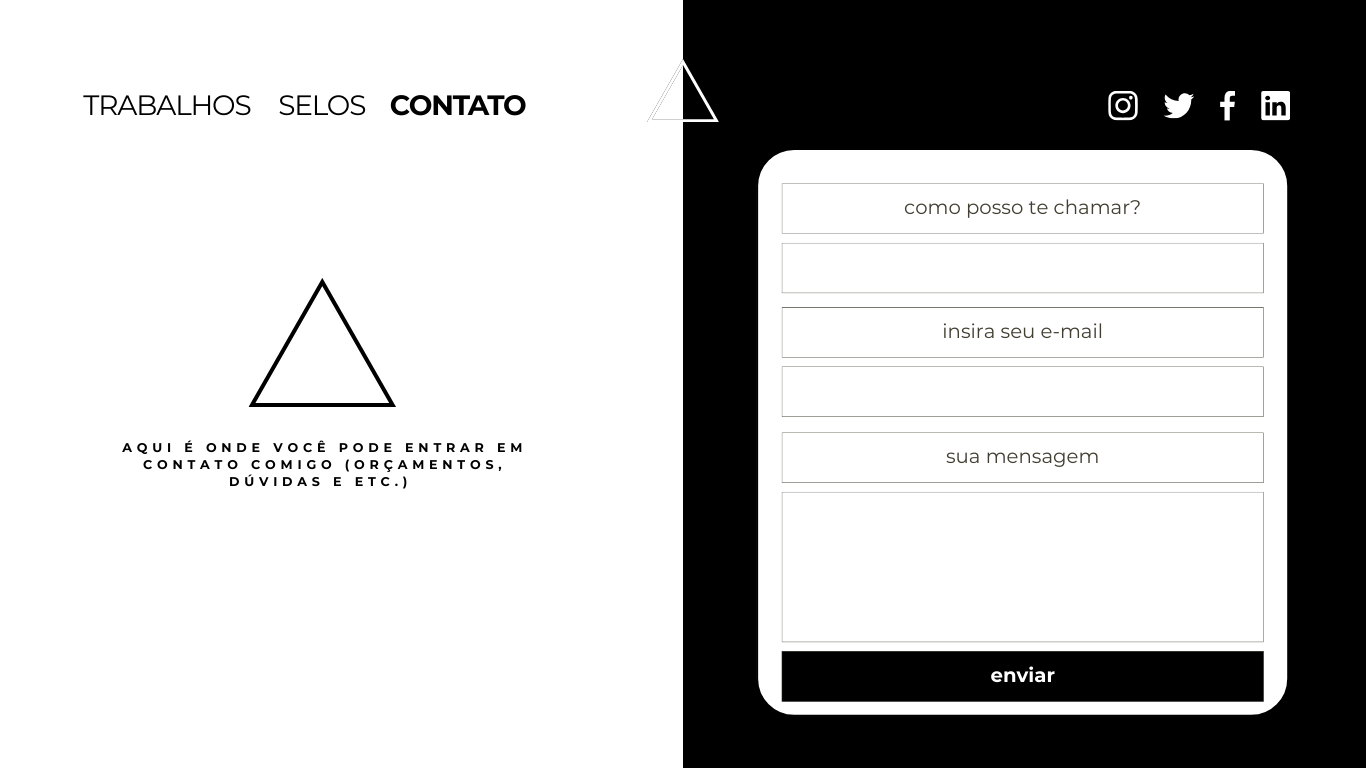 TRABALHOS SELOS CONTATO
AQUI É ONDE VOCÊ PODE ENTRAR EM
CONTATO COMIGO (ORÇAMENTOS,
DÚVIDAS E ETC.)
como posso te chamar?
insira seu e-mail
sua mensagem
enviar